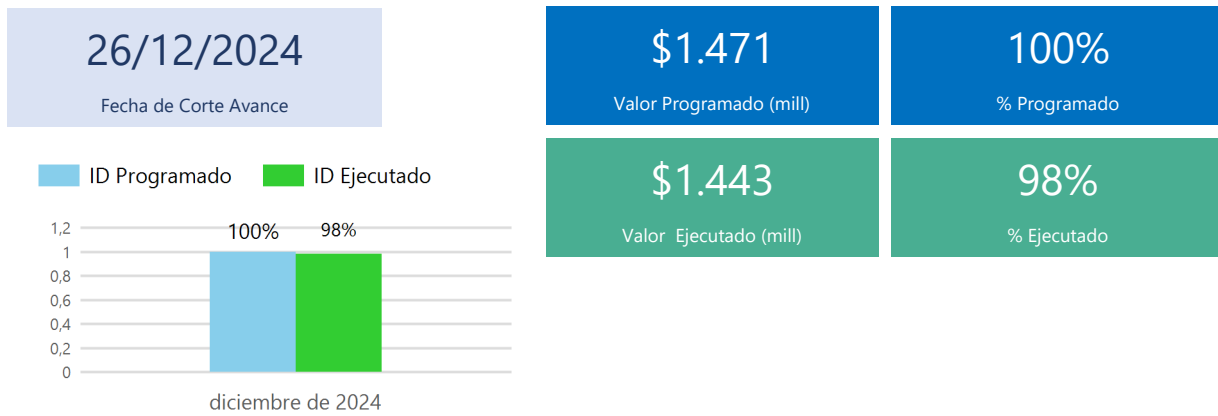 26/12/2024
Fecha de Corte Avance
$1.471
Valor Programado (mill)
100%
% Programado
$1.443
Valor  Ejecutado (mill)
98%
% Ejecutado
ID Programado
ID Ejecutado
1,2
1
0,8
0,6
0,4
0,2
0
100%
98%
diciembre de 2024